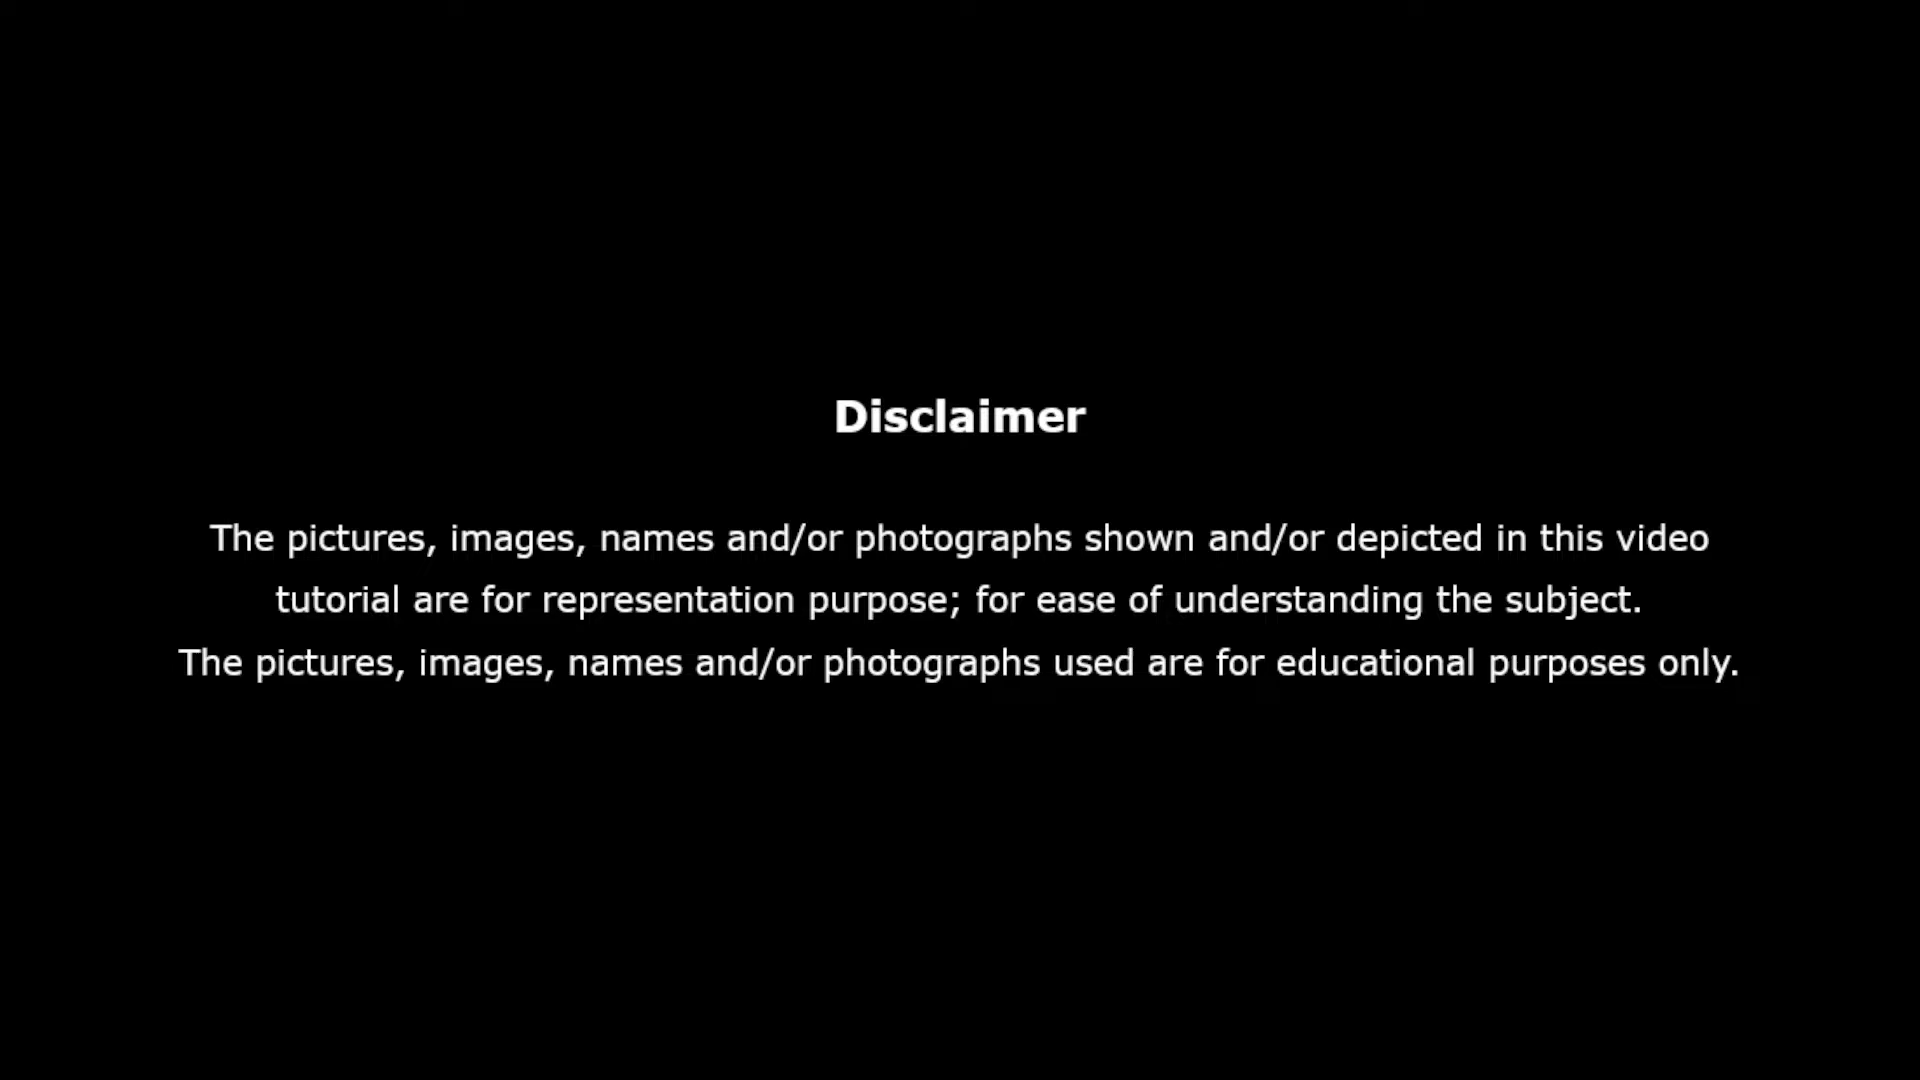 Disclaimer
The pictures, images, names and/or photographs shown and/or depicted in this video
tutorial are for representation purpose; for ease of understanding the subject.
The pictures, images, names and/or photographs used are for educational purposes only.